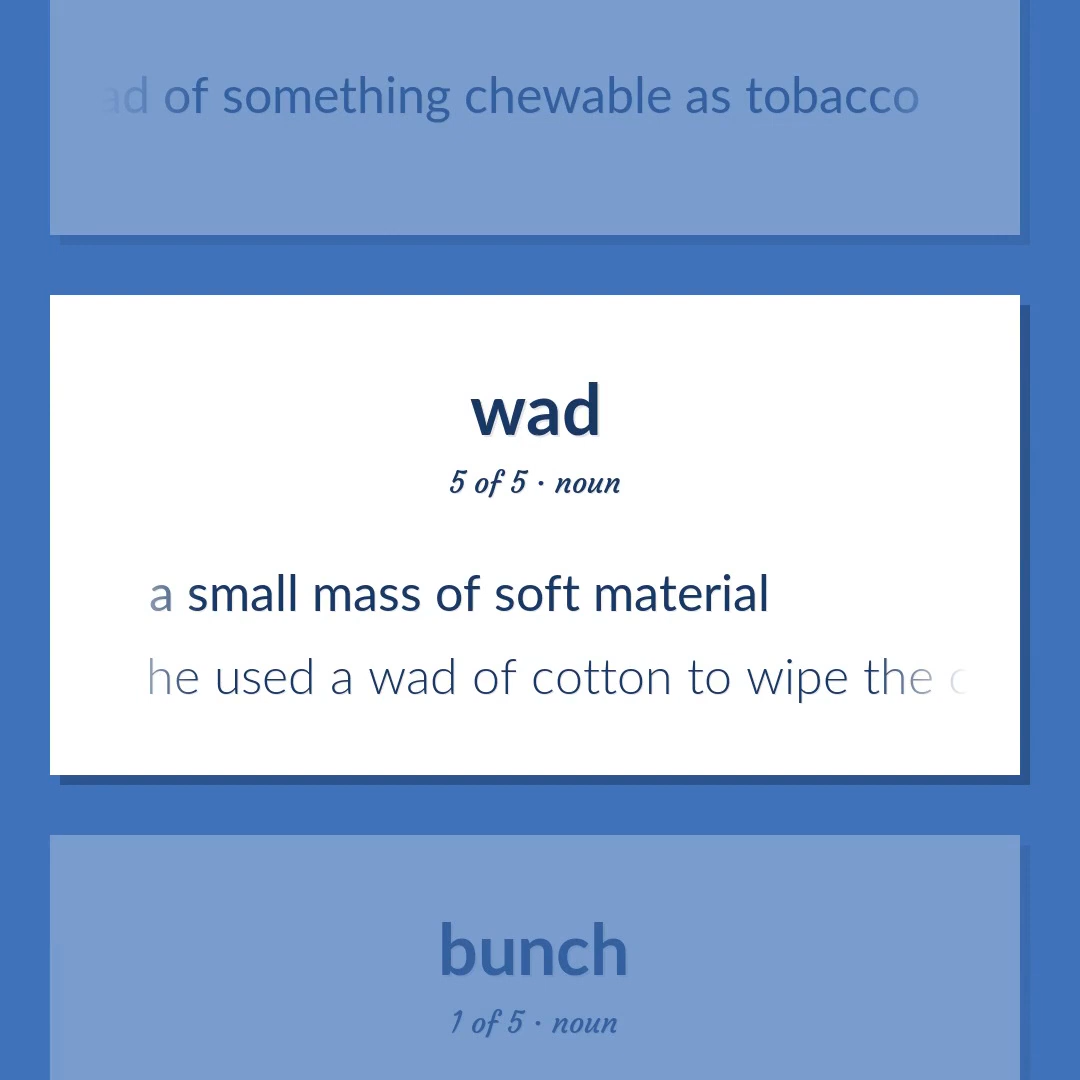 of something chewable as tobacco
wad
5 of 5 · noun
a small mass of soft material
he used a wad of cotton to wipe the
bunch
1 of 5 · noun